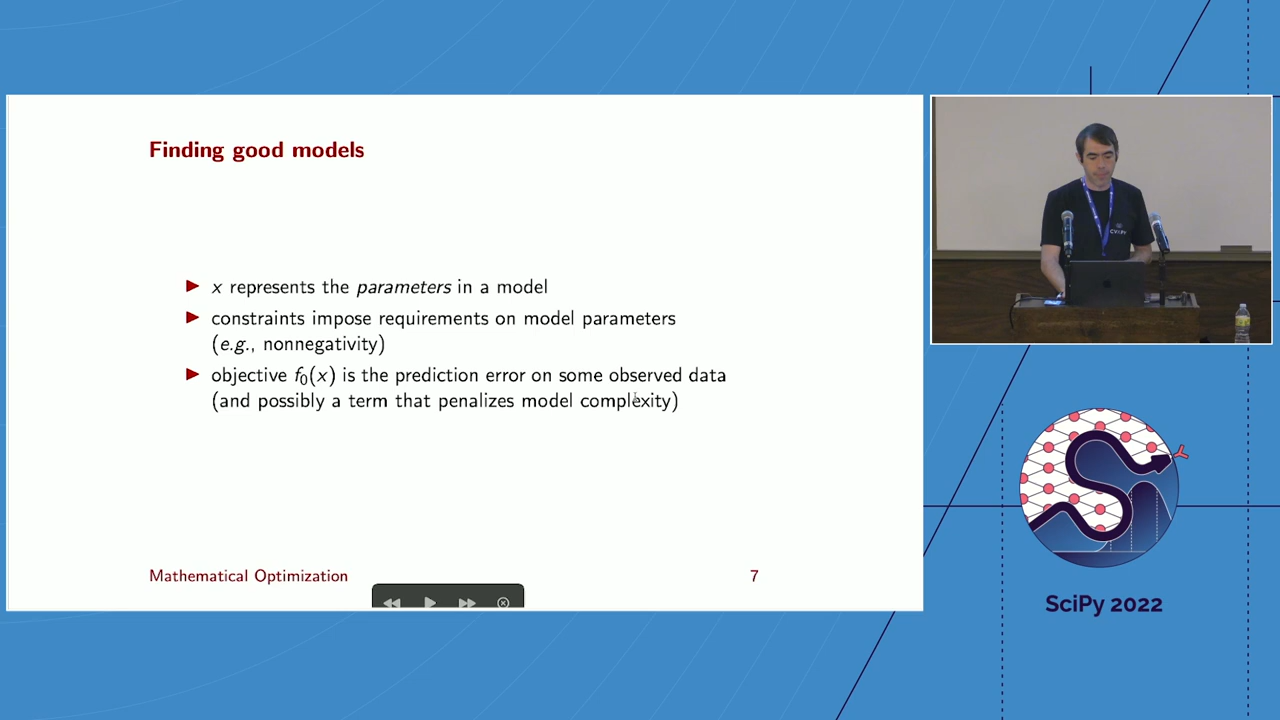 Finding good models
▶ x represents the parameters in a model
▶ constraints impose requirements on model parameters
(e.g., nonnegativity)
▶ objective f₀(x) is the prediction error on some observed data
(and possibly a term that penalizes model complexity)
Mathematical Optimization
7
CVXPY
SciPy 2022